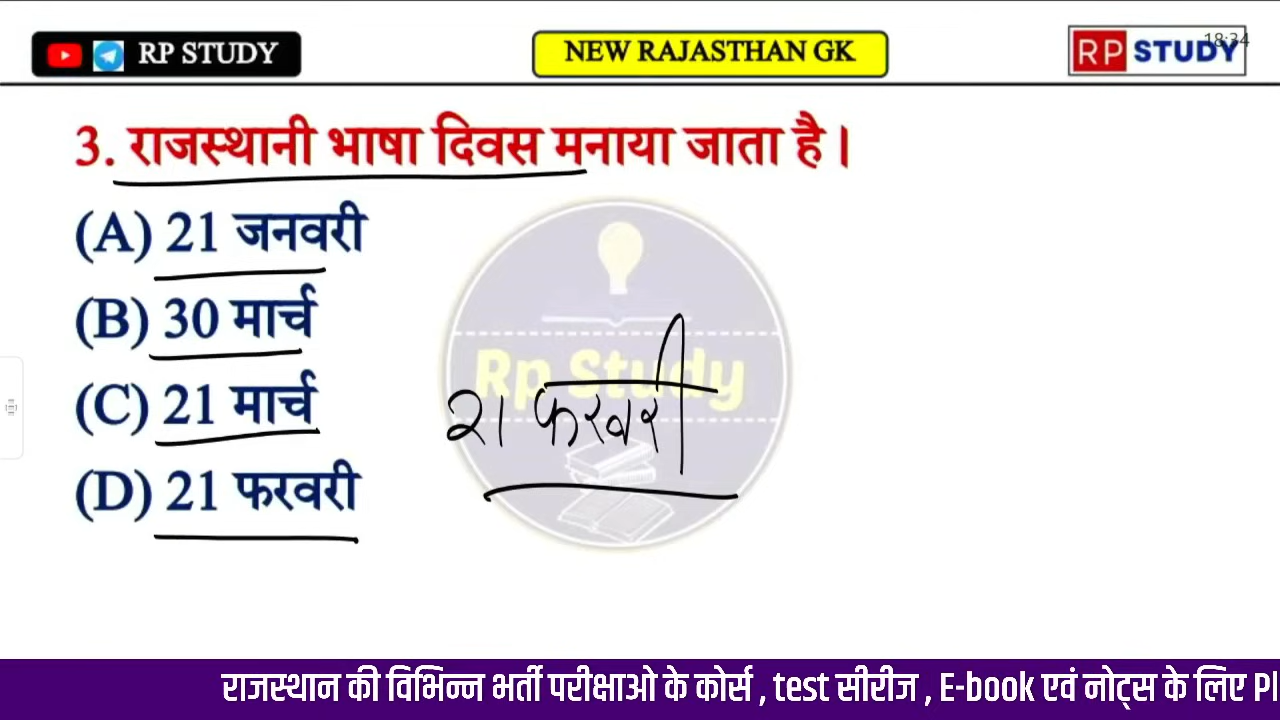 RP STUDY
NEW RAJASTHAN GK
RP STUDY
18:34
3. राजस्थानी भाषा दिवस मनाया जाता है।
(A) 21 जनवरी
(B) 30 मार्च
(C) 21 मार्च
(D) 21 फरवरी
Rp Study
21 फरवरी
राजस्थान की विभिन्न भर्ती परीक्षाओ के कोर्स , test सीरीज , E-book एवं नोट्स के लिए Pl